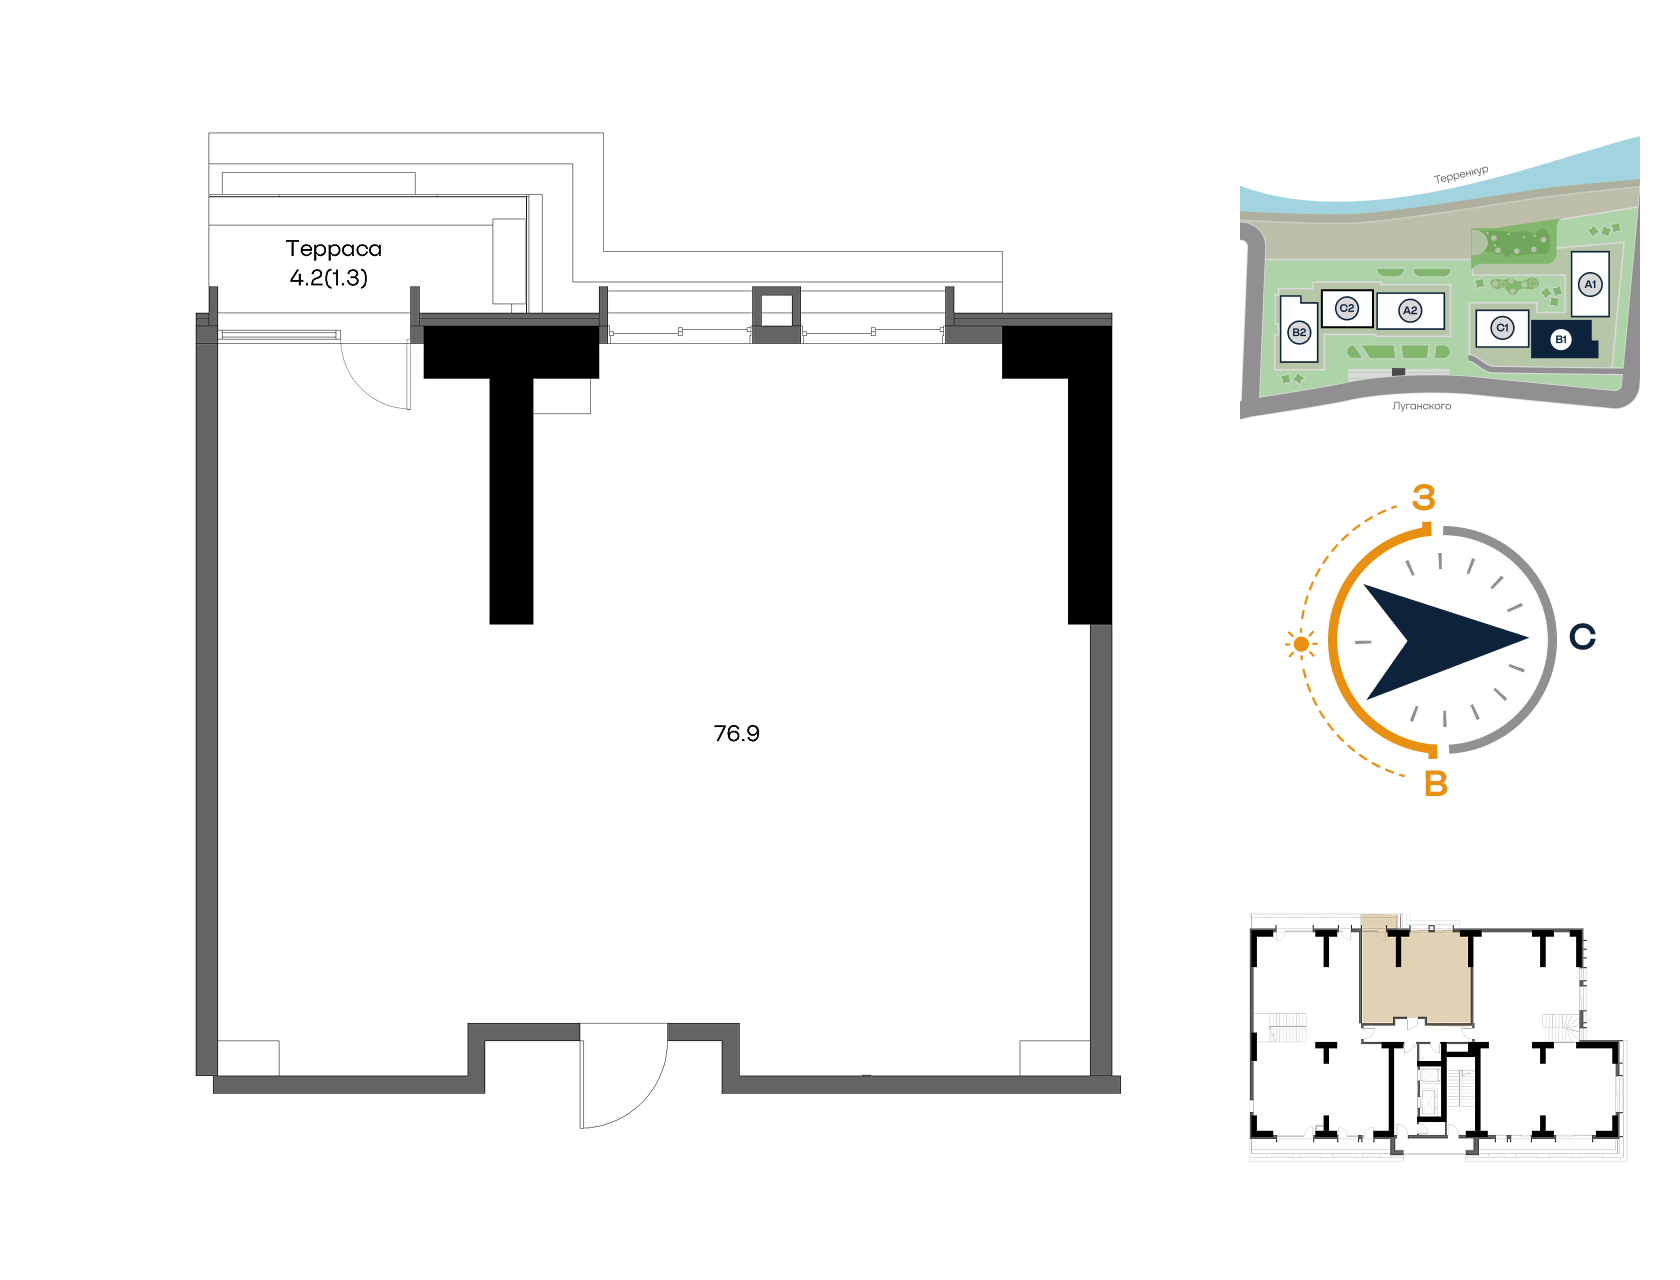 Терраса
4.2(1.3)
76.9
Терренкур
A1
C2
A2
B2
C1
B1
Луганского
З
С
В